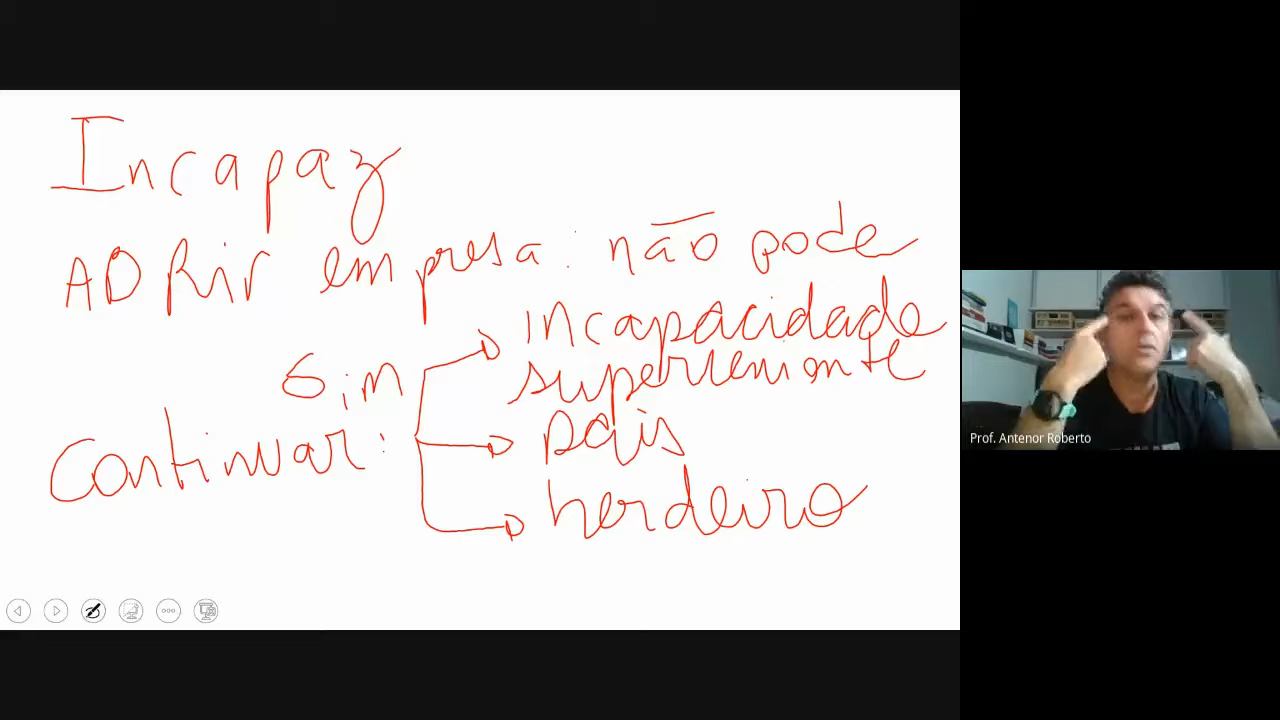 Incapaz
ABRir empresa: não pode
incapacidade
superveniente
Sim
pais
Continuar:
herdeiro
Prof. Antenor Roberto